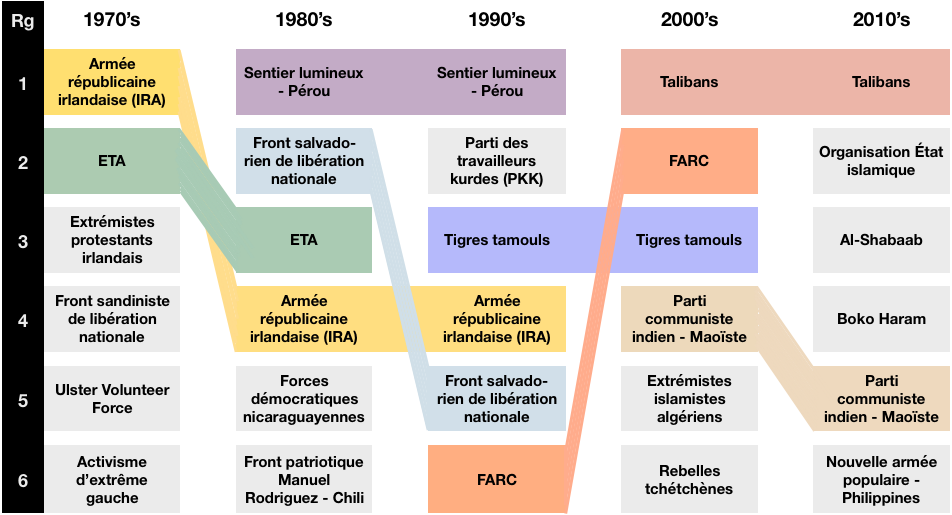 Rg
1970’s
1980’s
1990’s
2000’s
2010’s
1
Armée
républicaine
irlandaise (IRA)
Sentier lumineux
- Pérou
Sentier lumineux
- Pérou
Talibans
Talibans
2
ETA
Front salvado-
rien de libération
nationale
Parti des
travailleurs
kurdes (PKK)
FARC
Organisation État
islamique
3
Extrémistes
protestants
irlandais
ETA
Tigres tamouls
Tigres tamouls
Al-Shabaab
4
Front sandiniste
de libération
nationale
Armée
républicaine
irlandaise (IRA)
Armée
républicaine
irlandaise (IRA)
Parti
communiste
indien - Maoïste
Boko Haram
5
Ulster Volunteer
Force
Forces
démocratiques
nicaraguayennes
Front salvado-
rien de libération
nationale
Extrémistes
islamistes
algériens
Parti
communiste
indien - Maoïste
6
Activisme
d’extrême
gauche
Front patriotique
Manuel
Rodriguez - Chili
FARC
Rebelles
tchétchènes
Nouvelle armée
populaire -
Philippines